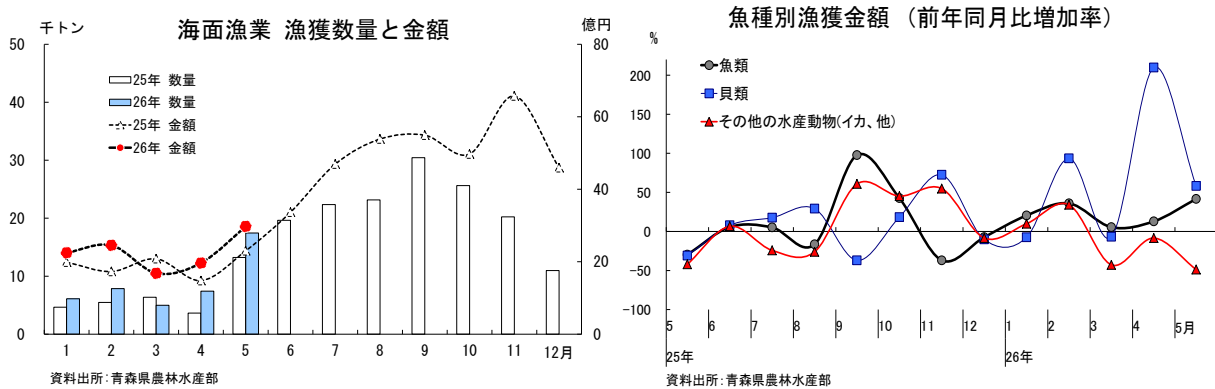 海面漁業 漁獲数量と金額
千トン
億円
25年 数量
26年 数量
25年 金額
26年 金額
50
40
30
20
10
0
80
60
40
20
0
1 2 3 4 5 6 7 8 9 10 11 12月
資料出所:青森県農林水産部
魚種別漁獲金額 (前年同月比増加率)
%
魚類
貝類
その他の水産動物(イカ、他)
200
150
100
50
0
−50
−100
5 6 7 8 9 10 11 12 1 2 3 4 5月
25年 26年
資料出所:青森県農林水産部